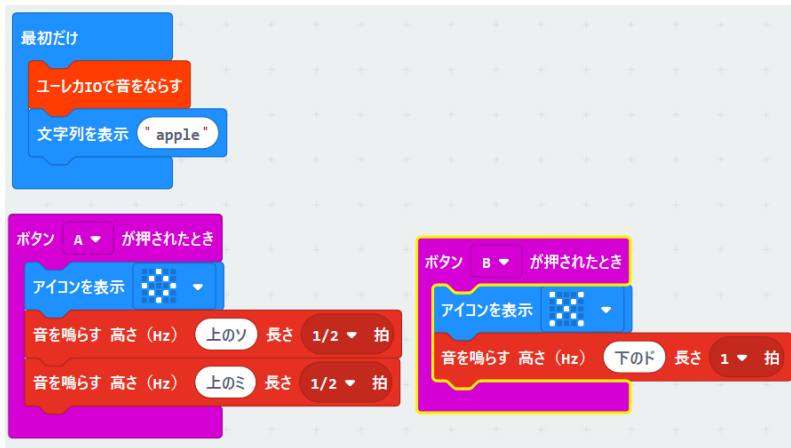 最初だけ
ユーレカIOで音をならす
文字列を表示 "apple"
ボタン A が押されたとき
アイコンを表示
音を鳴らす 高さ (Hz) 上のソ 長さ 1/2 拍
音を鳴らす 高さ (Hz) 上のミ 長さ 1/2 拍
ボタン B が押されたとき
アイコンを表示
音を鳴らす 高さ (Hz) 下のド 長さ 1 拍